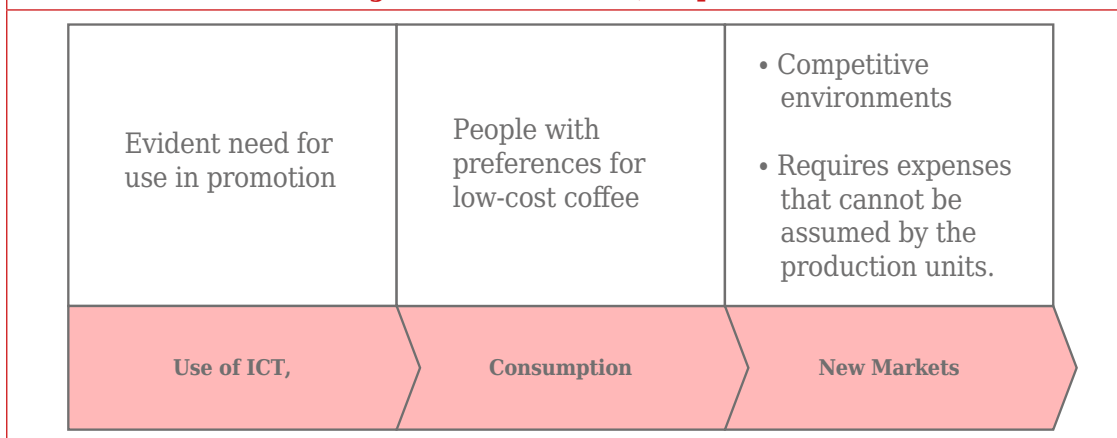 Evident need for
use in promotion
People with
preferences for
low-cost coffee
• Competitive
environments
• Requires expenses
that cannot be
assumed by the
production units.
Use of ICT,
Consumption
New Markets